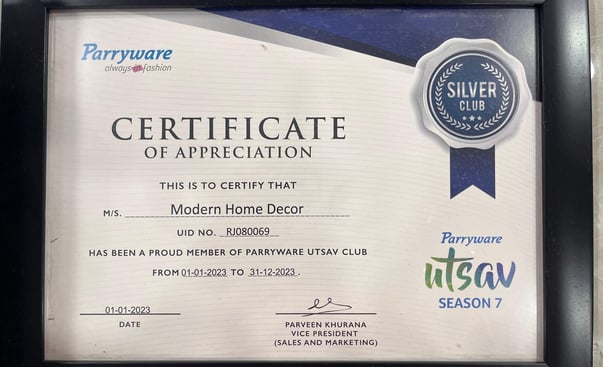 Parryware
always in fashion
SILVER
CLUB
CERTIFICATE
OF APPRECIATION
THIS IS TO CERTIFY THAT
M/S. Modern Home Decor
UID NO. RJ080069
HAS BEEN A PROUD MEMBER OF PARRYWARE UTSAV CLUB
FROM 01-01-2023 TO 31-12-2023.
Parryware
utsav
SEASON 7
01-01-2023
DATE
PARVEEN KHURANA
VICE PRESIDENT
(SALES AND MARKETING)